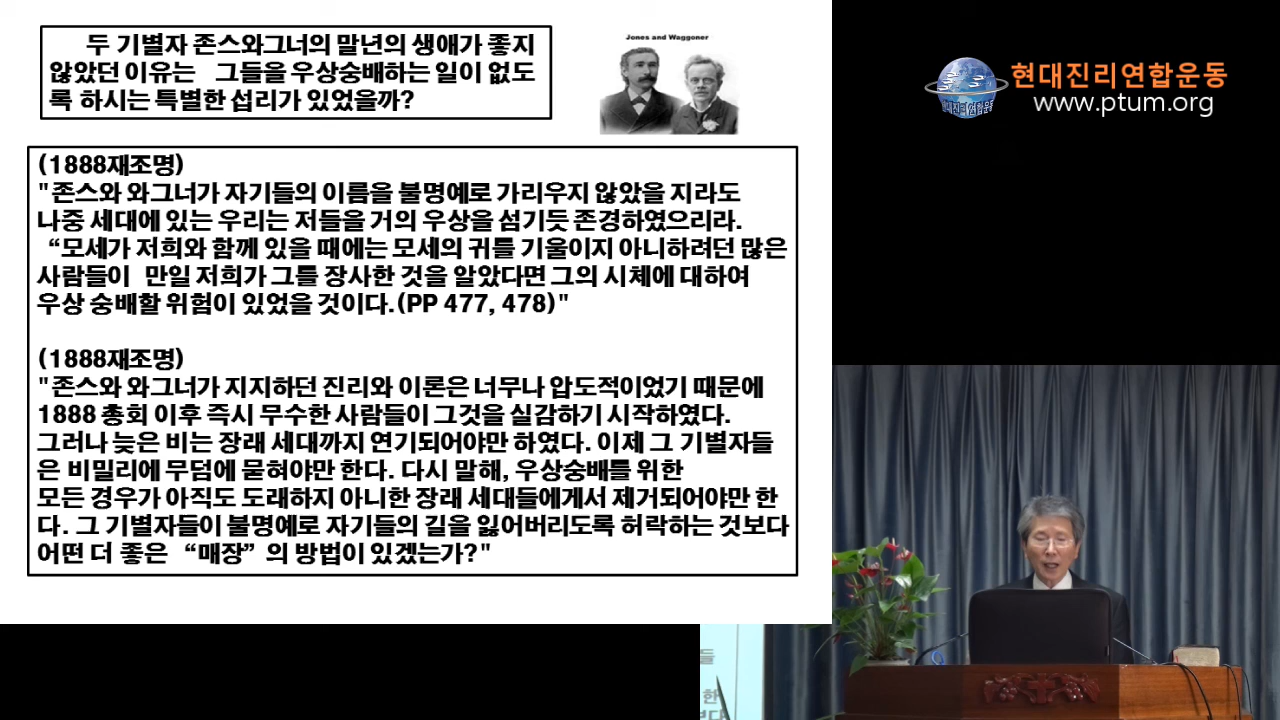 두 기별자 존스와그너의 말년의 생애가 좋지
않았던 이유는 그들을 우상숭배하는 일이 없도
록 하시는 특별한 섭리가 있었을까?
Jones and Waggoner
(1888재조명)
"존스와 와그너가 자기들의 이름을 불명예로 가리우지 않았을 지라도
나중 세대에 있는 우리는 저들을 거의 우상을 섬기듯 존경하였으리라.
“모세가 저희와 함께 있을 때에는 모세의 귀틀 기울이지 아니하려던 많은
사람들이 만일 저희가 그를 장사한 것을 알았다면 그의 시체에 대하여
우상 숭배할 위험이 있었을 것이다.(PP 477, 478)"
(1888재조명)
"존스와 와그너가 지지하던 진리와 이론은 너무나 압도적이었기 때문에
1888 총회 이후 즉시 무수한 사람들이 그것을 실감하기 시작하였다.
그러나 늦은 비는 장래 세대까지 연기되어야만 하였다. 이제 그 기별자들
은 비밀리에 무덤에 묻혀야만 한다. 다시 말해, 우상숭배를 위한
모든 경우가 아직도 도래하지 아니한 장래 세대들에게서 제거되어야만 한
다. 그 기별자들이 불명예로 자기들의 길을 잃어버리도록 허락하는 것보다
어떤 더 좋은 “매장”의 방법이 있겠는가?"
현대진리연합운동
www.ptum.org
현대진리연합운동
들
한
보다